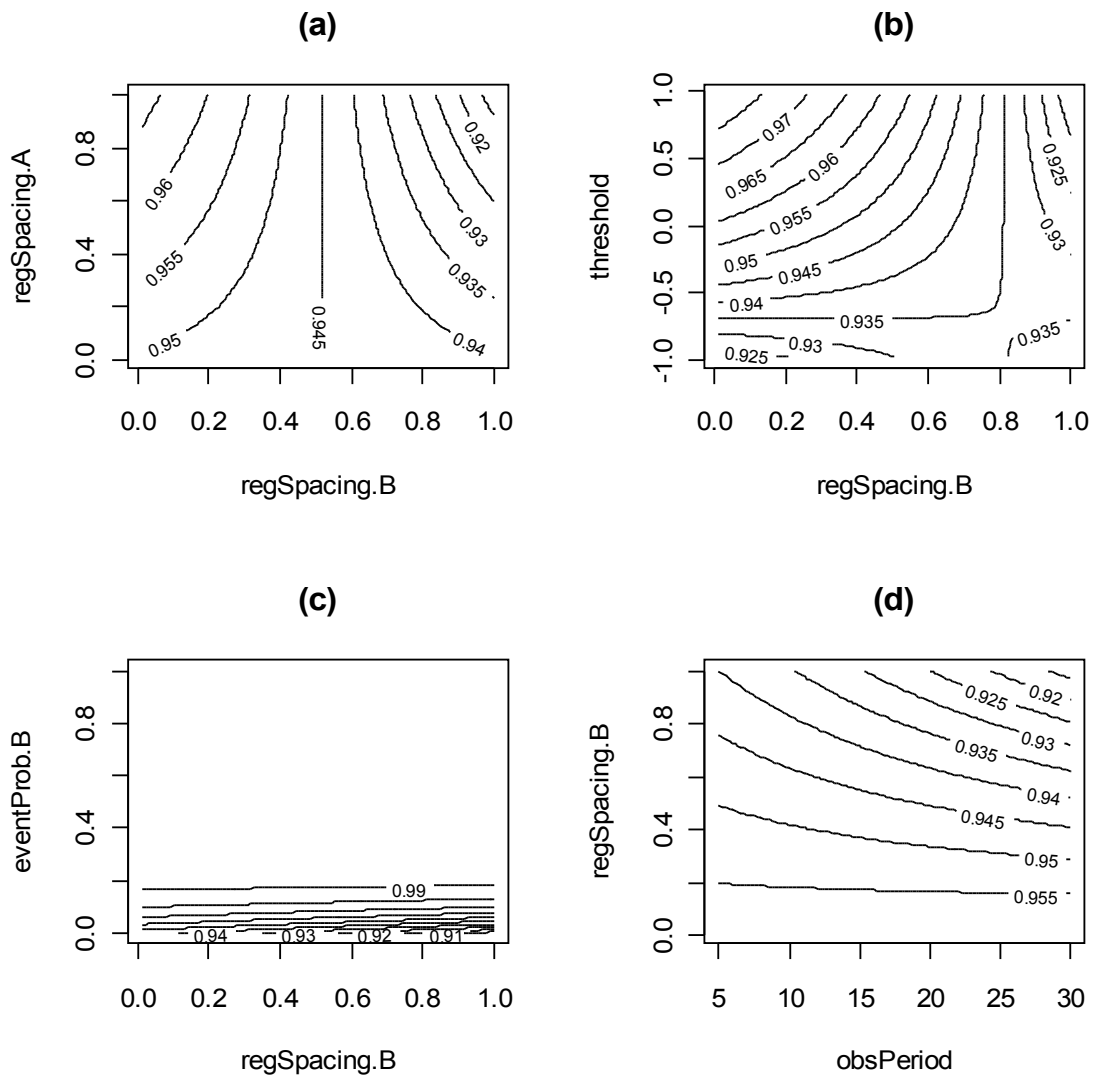 (a)
regSpacing.A
0.0 0.4 0.8
0.96
0.955
0.95
0.945
0.94
0.935
0.93
0.92
0.0 0.2 0.4 0.6 0.8 1.0
regSpacing.B
(b)
threshold
-1.0 -0.5 0.0 0.5 1.0
0.97
0.965
0.96
0.955
0.95
0.945
0.94
0.935
0.93
0.925
0.925
0.93
0.935
0.0 0.2 0.4 0.6 0.8 1.0
regSpacing.B
(c)
eventProb.B
0.0 0.4 0.8
0.99
0.94 0.93 0.92 0.91
0.0 0.2 0.4 0.6 0.8 1.0
regSpacing.B
(d)
regSpacing.B
0.0 0.4 0.8
0.92
0.925
0.93
0.935
0.94
0.945
0.95
0.955
5 10 15 20 25 30
obsPeriod